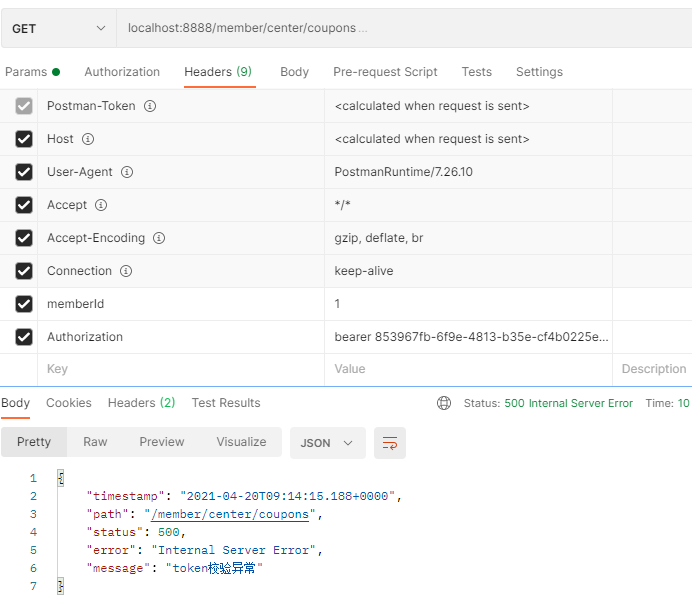 GET localhost:8888/member/center/coupons ...
Params Authorization Headers (9) Body Pre-request Script Tests Settings
Postman-Token <calculated when request is sent>
Host <calculated when request is sent>
User-Agent PostmanRuntime/7.26.10
Accept */*
Accept-Encoding gzip, deflate, br
Connection keep-alive
memberId 1
Authorization bearer 853967fb-6f9e-4813-b35e-cf4b0225e...
Key Value Description
Body Cookies Headers (2) Test Results Status: 500 Internal Server Error Time: 10
Pretty Raw Preview Visualize JSON
1 {
2 "timestamp": "2021-04-20T09:14:15.188+0000",
3 "path": "/member/center/coupons",
4 "status": 500,
5 "error": "Internal Server Error",
6 "message": "token校验异常"
7 }